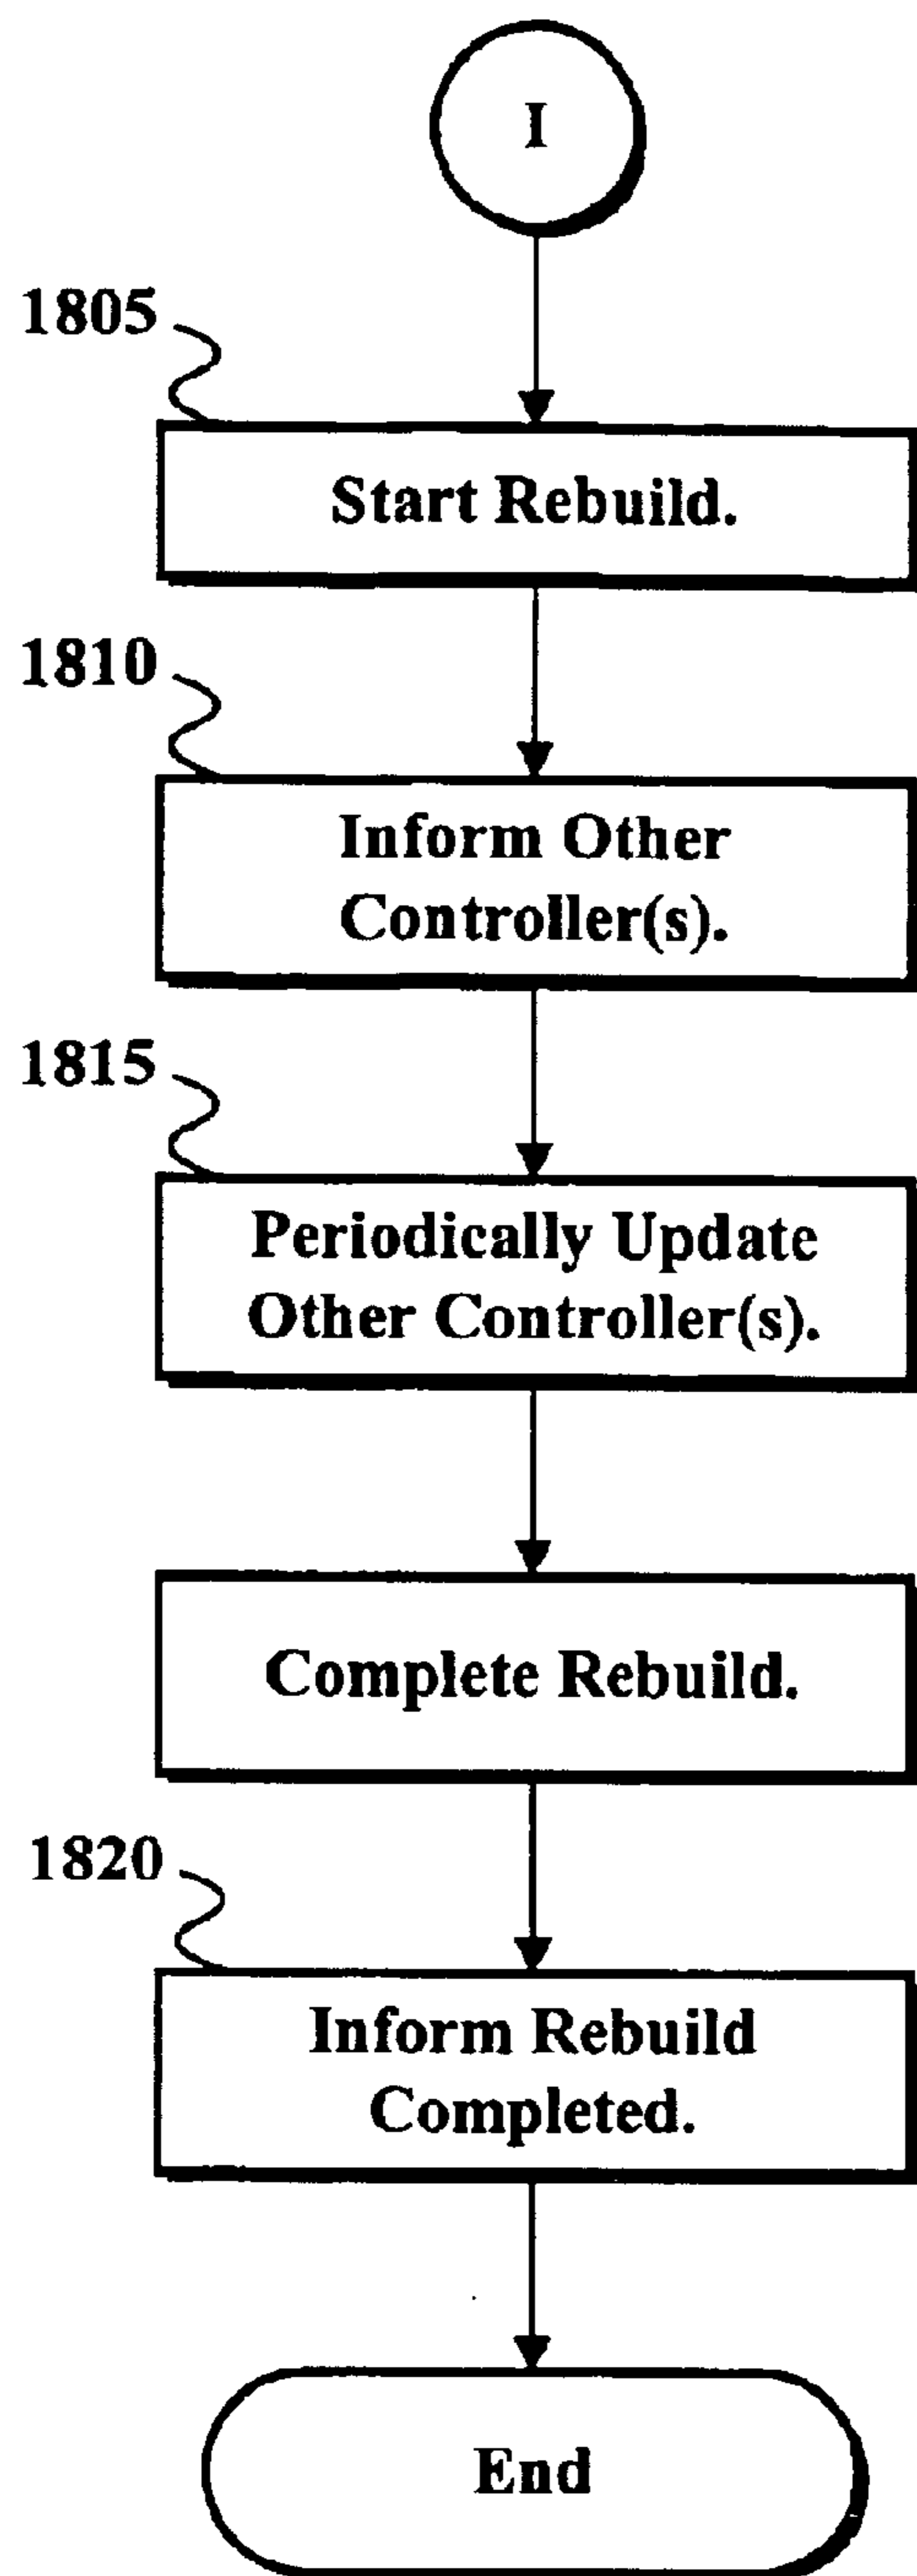 I
1805
Start Rebuild.
1810
Inform Other
Controller(s).
1815
Periodically Update
Other Controller(s).
Complete Rebuild.
1820
Inform Rebuild
Completed.
End